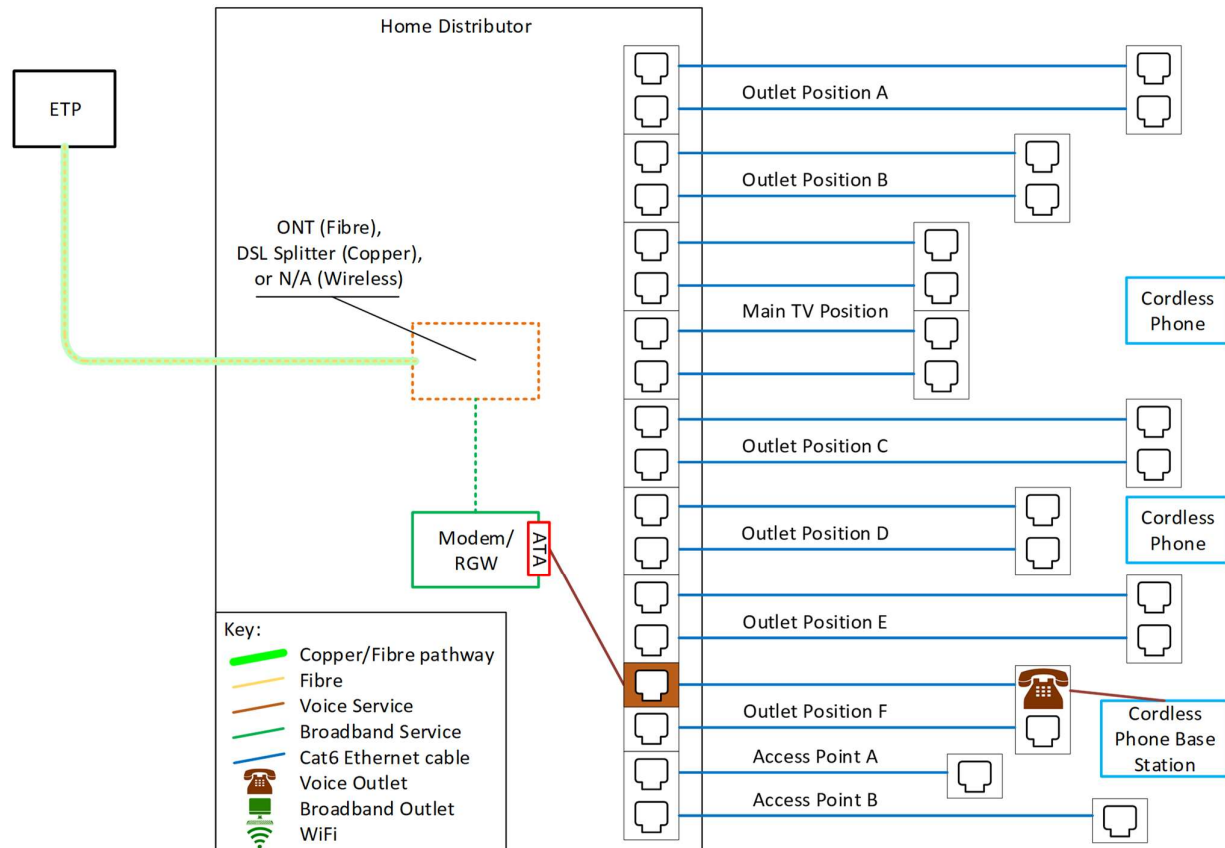 Home Distributor
ETP
Outlet Position A
Outlet Position B
ONT (Fibre),
DSL Splitter (Copper),
or N/A (Wireless)
Main TV Position
Cordless
Phone
Outlet Position C
Modem/
RGW
ATA
Outlet Position D
Cordless
Phone
Outlet Position E
Outlet Position F
Cordless
Phone Base
Station
Access Point A
Access Point B
Key:
Copper/Fibre pathway
Fibre
Voice Service
Broadband Service
Cat6 Ethernet cable
Voice Outlet
Broadband Outlet
WiFi